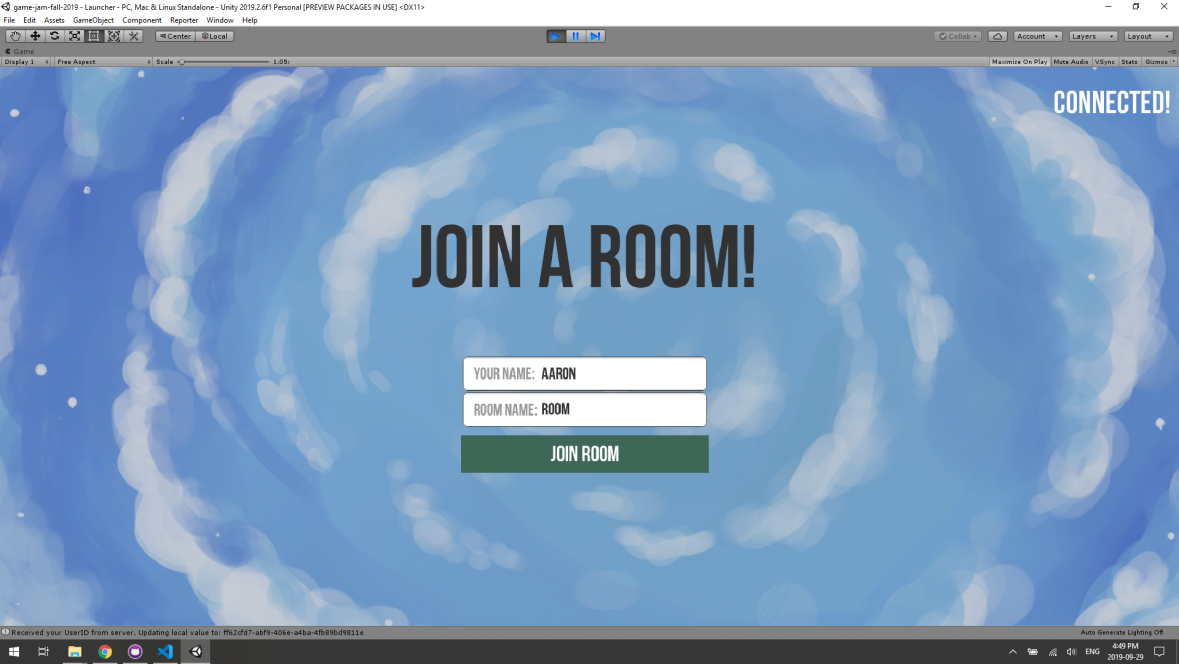 game-jam-fall-2019 - Launcher - PC, Mac & Linux Standalone - Unity 2019.2.6f1 Personal [PREVIEW PACKAGES IN USE] <DX11>
File Edit Assets GameObject Component Reporter Window Help
Center Local Collab Account Layers Layout
Game
Display 1 Free Aspect Scale 1.05x Maximize On Play Mute Audio VSync Stats Gizmos
CONNECTED!
JOIN A ROOM!
YOUR NAME: AARON
ROOM NAME: ROOM
JOIN ROOM
Received your UserID from server. Updating local value to: ff62cfd7-abf9-406e-a4ba-4fb89bd9811e
Auto Generate Lighting Off
ENG
4:49 PM
2019-09-29